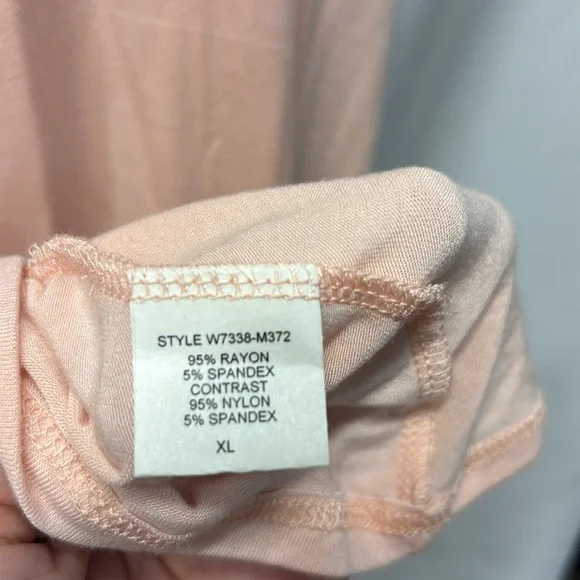 STYLE W7338-M372
95% RAYON
5% SPANDEX
CONTRAST
95% NYLON
5% SPANDEX
XL